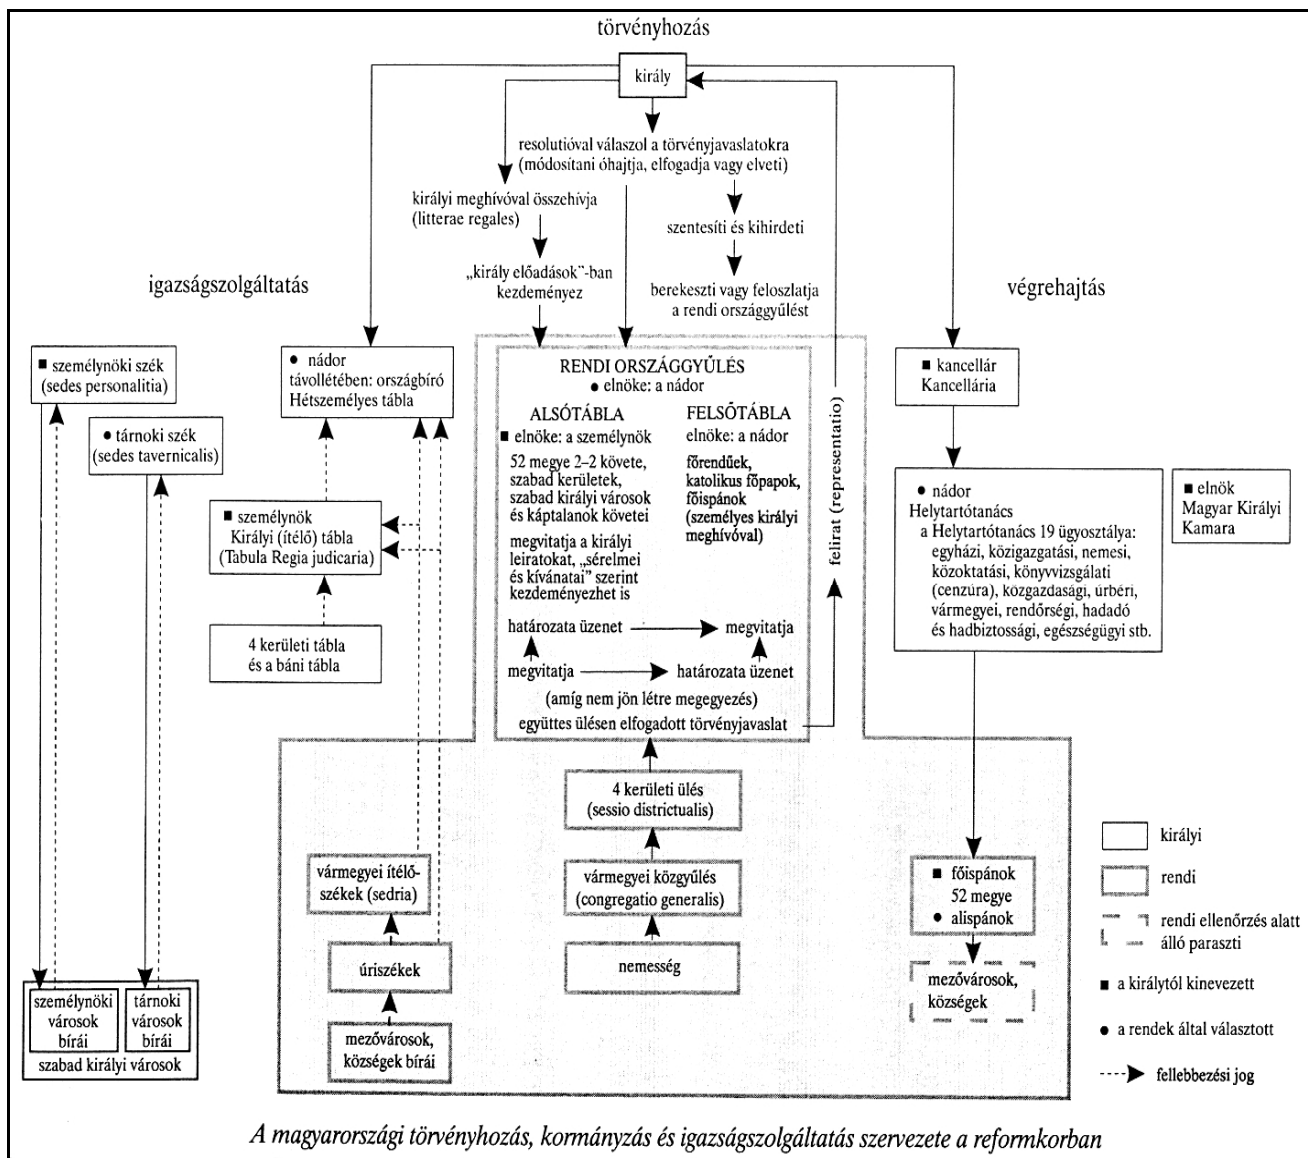 törvényhozás
király
resolutióval válaszol a törvényjavaslatokra
(módosítani óhajtja, elfogadja vagy elveti)
királyi meghívóval összehívja
(litterae regales)
szentesíti és kihirdeti
„király előadások"-ban
kezdeményez
berekeszti vagy feloszlatja
a rendi országgyűlést
igazságszolgáltatás
végrehajtás
személynöki szék
(sedes personalitia)
tárnoki szék
(sedes tavernicalis)
nádor
távollétében: országbíró
Hétszemélyes tábla
személynök
Királyi (ítélő) tábla
(Tabula Regia judicaria)
4 kerületi tábla
és a báni tábla
RENDI ORSZÁGGYŰLÉS
elnöke: a nádor
ALSÓTÁBLA
elnöke: a személynök
52 megye 2–2 követe,
szabad kerületek,
szabad királyi városok
és káptalanok követei
megvitatja a királyi
leiratokat, „sérelmei
és kívánatai" szerint
kezdeményezhet is
FELSŐTÁBLA
elnöke: a nádor
főrendűek,
katolikus főpapok,
főispánok
(személyes királyi
meghívóval)
határozata üzenet
megvitatja
megvitatja
határozata üzenet
(amíg nem jön létre megegyezés)
együttes ülésen elfogadott törvényjavaslat
felirat (representatio)
kancellár
Kancellária
nádor
Helytartótanács
a Helytartótanács 19 ügyosztálya:
egyházi, közigazgatási, nemesi,
közoktatási, könyvvizsgálati
(cenzúra), közgazdasági, úrbéri,
vármegyei, rendőrségi, hadadó
és hadbiztossági, egészségügyi stb.
elnök
Magyar Királyi
Kamara
4 kerületi ülés
(sessio districtualis)
vármegyei közgyűlés
(congregatio generalis)
nemesség
vármegyei ítélő-
székek (sedria)
úriszékek
mezővárosok,
községek bírái
személynöki
városok
bírái
tárnoki
városok
bírái
szabad királyi városok
főispánok
52 megye
alispánok
mezővárosok,
községek
királyi
rendi
rendi ellenőrzés alatt
álló paraszti
a királytól kinevezett
a rendek által választott
fellebbezési jog
A magyarországi törvényhozás, kormányzás és igazságszolgáltatás szervezete a reformkorban